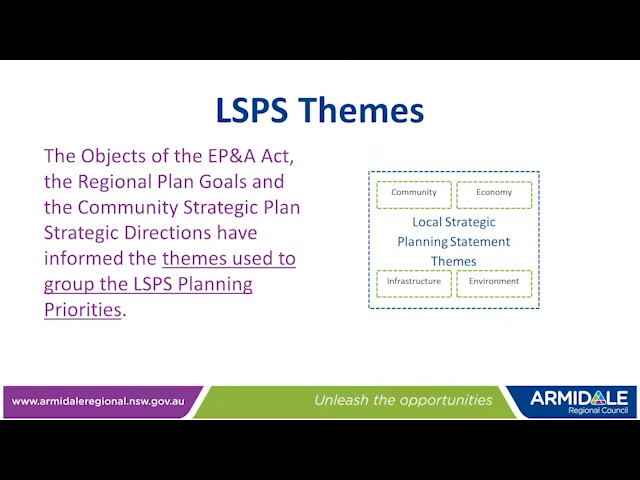 LSPS Themes
The Objects of the EP&A Act,
the Regional Plan Goals and
the Community Strategic Plan
Strategic Directions have
informed the themes used to
group the LSPS Planning
Priorities.
Community
Economy
Local Strategic
Planning Statement
Themes
Infrastructure
Environment
www.armidaleregional.nsw.gov.au
Unleash the opportunities
ARMIDALE
Regional Council